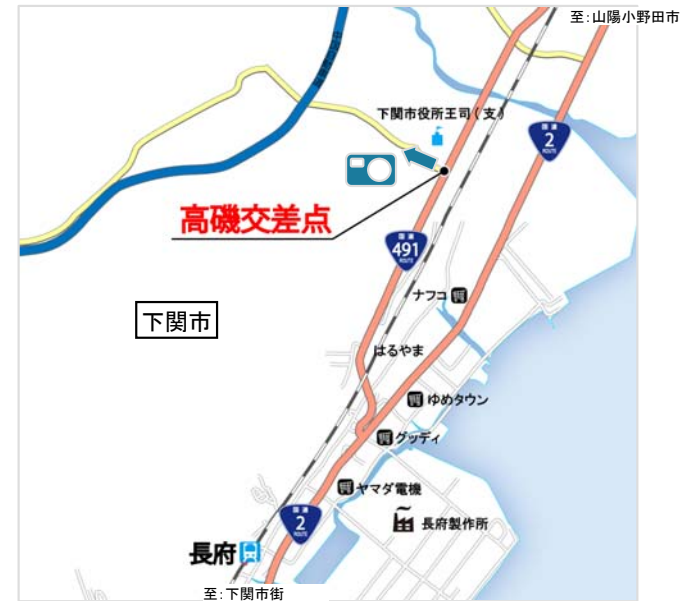 至:山陽小野田市
下関市役所王司(支)
国道
2
ROUTE
高磯交差点
国道
491
ROUTE
ナフコ
下関市
はるやま
ゆめタウン
グッディ
ヤマダ電機
国道
2
ROUTE
長府製作所
長府
至:下関市街